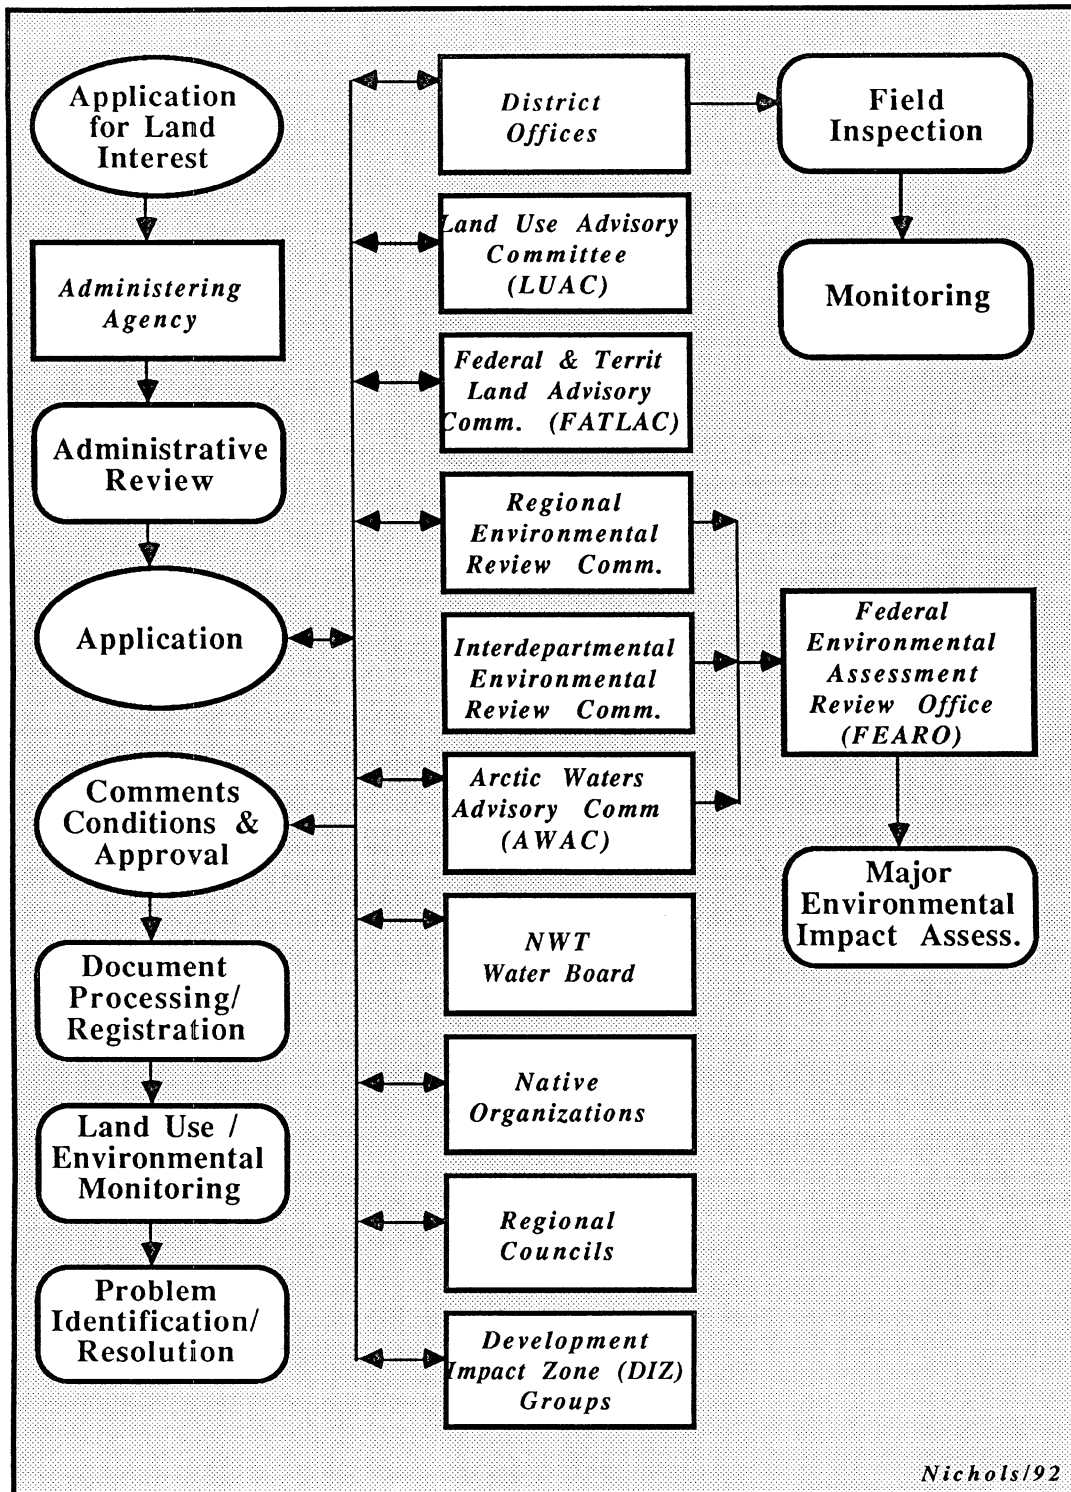 Application
for Land
Interest
Administering
Agency
Administrative
Review
Application
Comments
Conditions &
Approval
Document
Processing/
Registration
Land Use /
Environmental
Monitoring
Problem
Identification/
Resolution
District
Offices
Land Use Advisory
Committee
(LUAC)
Federal & Territ
Land Advisory
Comm. (FATLAC)
Regional
Environmental
Review Comm.
Interdepartmental
Environmental
Review Comm.
Arctic Waters
Advisory Comm
(AWAC)
NWT
Water Board
Native
Organizations
Regional
Councils
Development
Impact Zone (DIZ)
Groups
Field
Inspection
Monitoring
Federal
Environmental
Assessment
Review Office
(FEARO)
Major
Environmental
Impact Assess.
Nichols/92